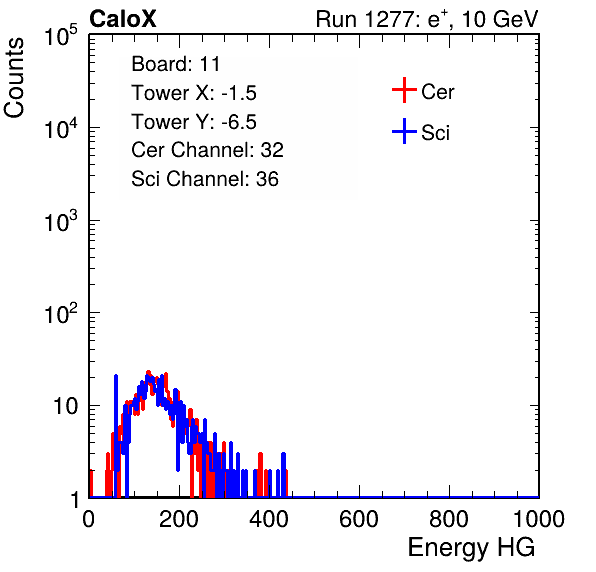 CaloX
Run 1277: e⁺, 10 GeV
Counts
Board: 11
Tower X: -1.5
Tower Y: -6.5
Cer Channel: 32
Sci Channel: 36
Cer
Sci
10⁵
10⁴
10³
10²
10
1
0 200 400 600 800 1000
Energy HG